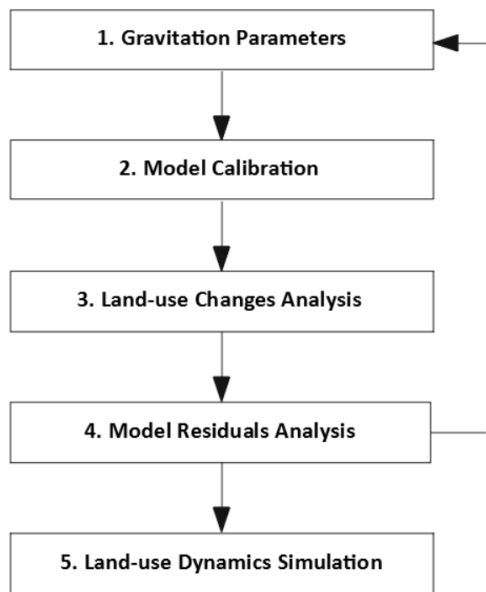 1. Gravitation Parameters
2. Model Calibration
3. Land-use Changes Analysis
4. Model Residuals Analysis
5. Land-use Dynamics Simulation